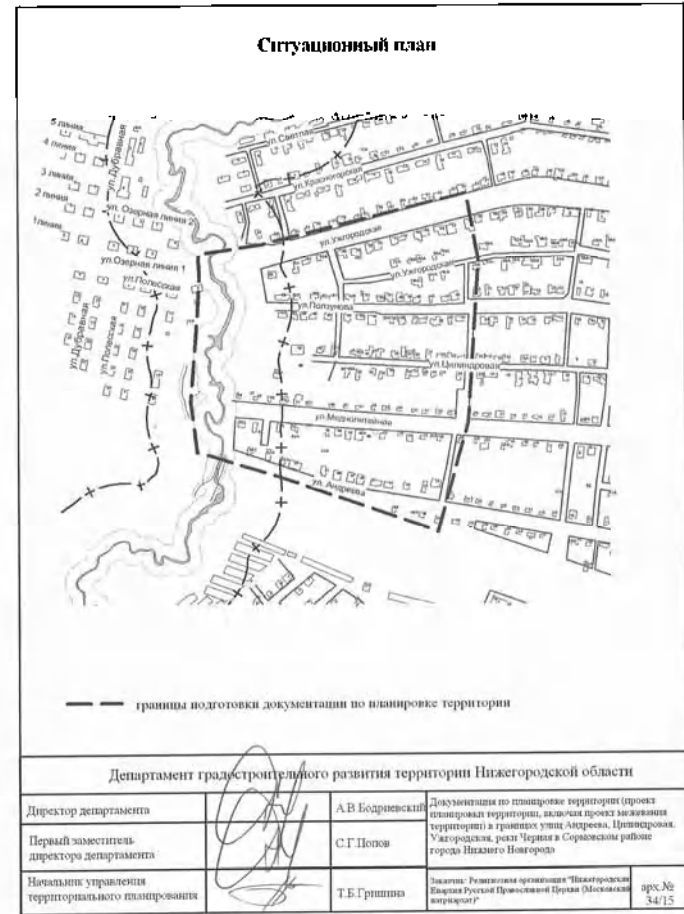 Ситуационный план
5 линия
4 линия
3 линия
2 линия
1линия
ул.Дубравная
ул. Озерная линия 2
ул.Озерная линия 1
ул.Полесская
ул.Дубравная
ул.Полесская
ул.Светлая
ул.Красногорская
ул.Ужгородская
ул.Ужгородская
ул.Ползунова
ул.Цилиндровая
ул.Меднолитейная
ул. Андреева
границы подготовки документации по планировке территории
Департамент градостроительного развития территории Нижегородской области
Директор департамента
А.В.Бодриевский
Документация по планировке территории (проект
планировки территории, включая проект межевания
территории) в границах улиц Андреева, Цилиндровая,
Ужгородская, реки Черная в Сормовском районе
города Нижнего Новгорода
Первый заместитель
директора департамента
С.Г.Попов
Начальник управления
территориального планирования
Т.Б.Гришина
Заказчик: Религиозная организация "Нижегородская
Епархия Русской Православной Церкви (Московский
патриархат)"
арх.№
34/15